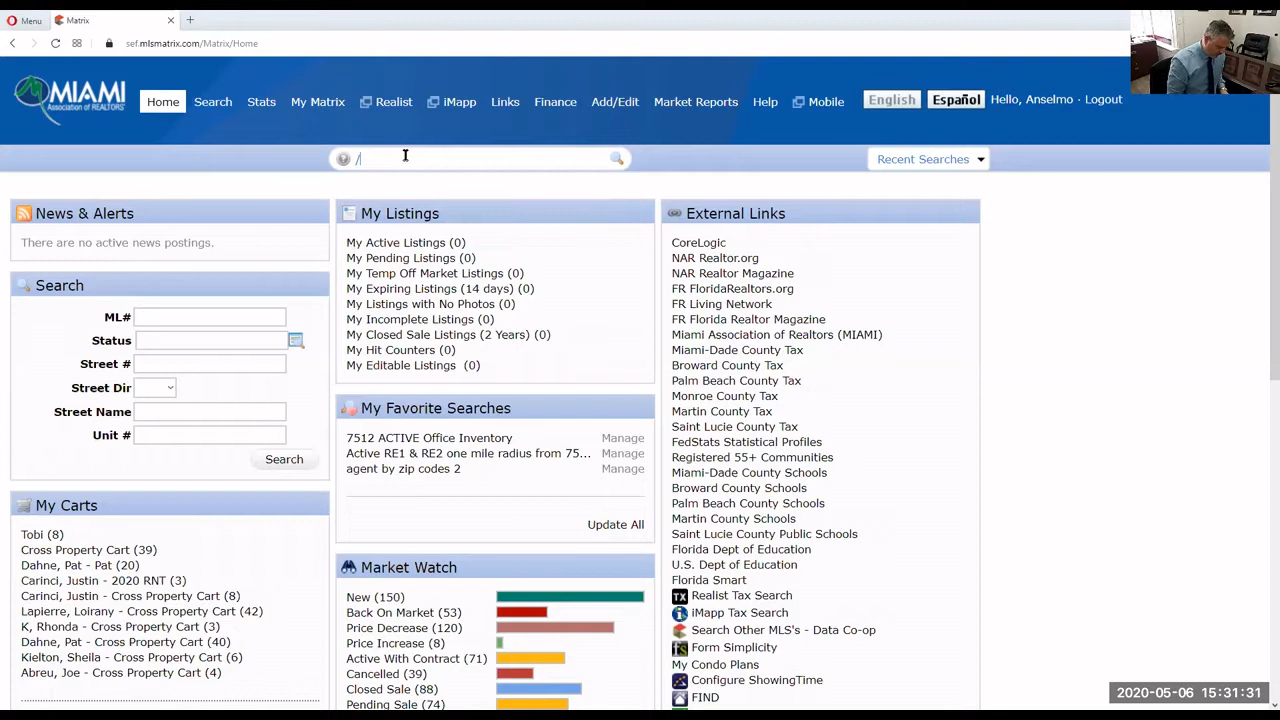 Menu
Matrix
sef.mlsmatrix.com/Matrix/Home
MIAMI
Association of REALTORS®
Home Search Stats My Matrix Realist iMapp Links Finance Add/Edit Market Reports Help Mobile English Español Hello, Anselmo · Logout
/
Recent Searches
News & Alerts
There are no active news postings.
Search
ML#
Status
Street #
Street Dir
Street Name
Unit #
Search
My Carts
Tobi (8)
Cross Property Cart (39)
Dahne, Pat - Pat (20)
Carinci, Justin - 2020 RNT (3)
Carinci, Justin - Cross Property Cart (8)
Lapierre, Loirany - Cross Property Cart (42)
K, Rhonda - Cross Property Cart (3)
Dahne, Pat - Cross Property Cart (40)
Kielton, Sheila - Cross Property Cart (6)
Abreu, Joe - Cross Property Cart (4)
My Listings
My Active Listings (0)
My Pending Listings (0)
My Temp Off Market Listings (0)
My Expiring Listings (14 days) (0)
My Listings with No Photos (0)
My Incomplete Listings (0)
My Closed Sale Listings (2 Years) (0)
My Hit Counters (0)
My Editable Listings (0)
My Favorite Searches
7512 ACTIVE Office Inventory Manage
Active RE1 & RE2 one mile radius from 75... Manage
agent by zip codes 2 Manage
Update All
Market Watch
New (150)
Back On Market (53)
Price Decrease (120)
Price Increase (8)
Active With Contract (71)
Cancelled (39)
Closed Sale (88)
Pending Sale (74)
External Links
CoreLogic
NAR Realtor.org
NAR Realtor Magazine
FR FloridaRealtors.org
FR Living Network
FR Florida Realtor Magazine
Miami Association of Realtors (MIAMI)
Miami-Dade County Tax
Broward County Tax
Palm Beach County Tax
Monroe County Tax
Martin County Tax
Saint Lucie County Tax
FedStats Statistical Profiles
Registered 55+ Communities
Miami-Dade County Schools
Broward County Schools
Palm Beach County Schools
Martin County Schools
Saint Lucie County Public Schools
Florida Dept of Education
U.S. Dept of Education
Florida Smart
TX Realist Tax Search
iMapp Tax Search
Search Other MLS's - Data Co-op
Form Simplicity
My Condo Plans
Configure ShowingTime
FIND
2020-05-06 15:31:31